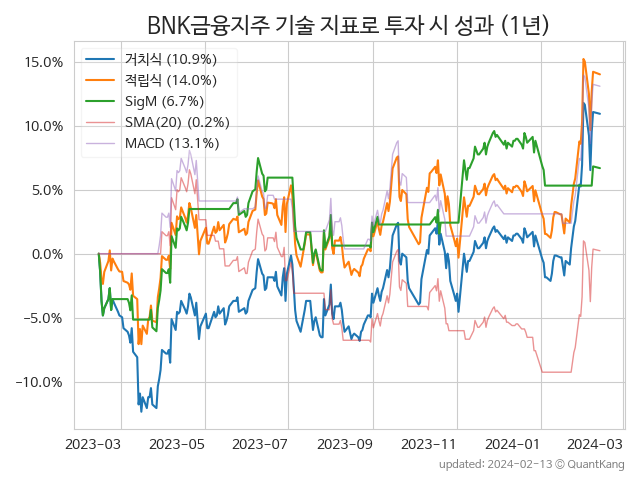 BNK금융지주 기술 지표로 투자 시 성과 (1년)
거치식 (10.9%)
적립식 (14.0%)
SigM (6.7%)
SMA(20) (0.2%)
MACD (13.1%)
15.0%
10.0%
5.0%
0.0%
−5.0%
−10.0%
2023-03 2023-05 2023-07 2023-09 2023-11 2024-01 2024-03
updated: 2024-02-13 © QuantKang